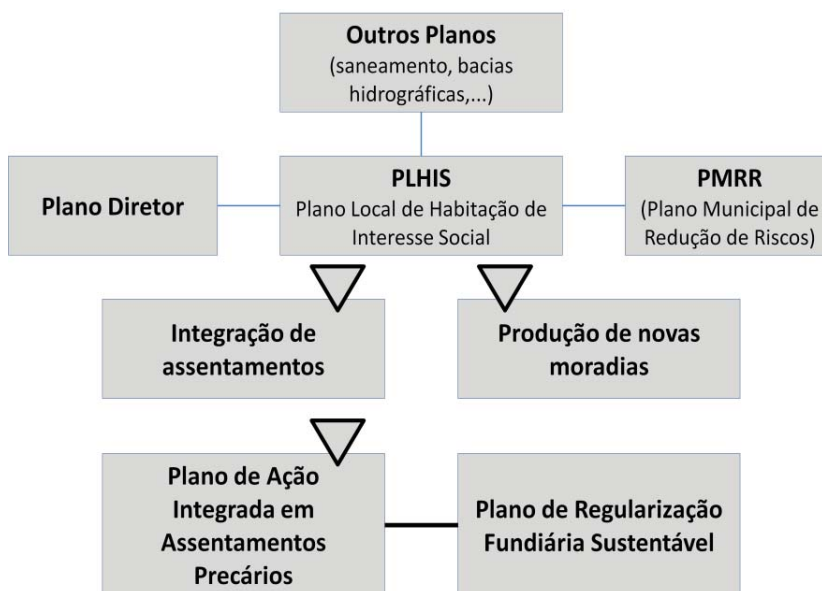 Outros Planos
(saneamento, bacias
hidrográficas,...)
Plano Diretor
PLHIS
Plano Local de Habitação de
Interesse Social
PMRR
(Plano Municipal de
Redução de Riscos)
Integração de
assentamentos
Produção de novas
moradias
Plano de Ação
Integrada em
Assentamentos
Precários
Plano de Regularização
Fundiária Sustentável